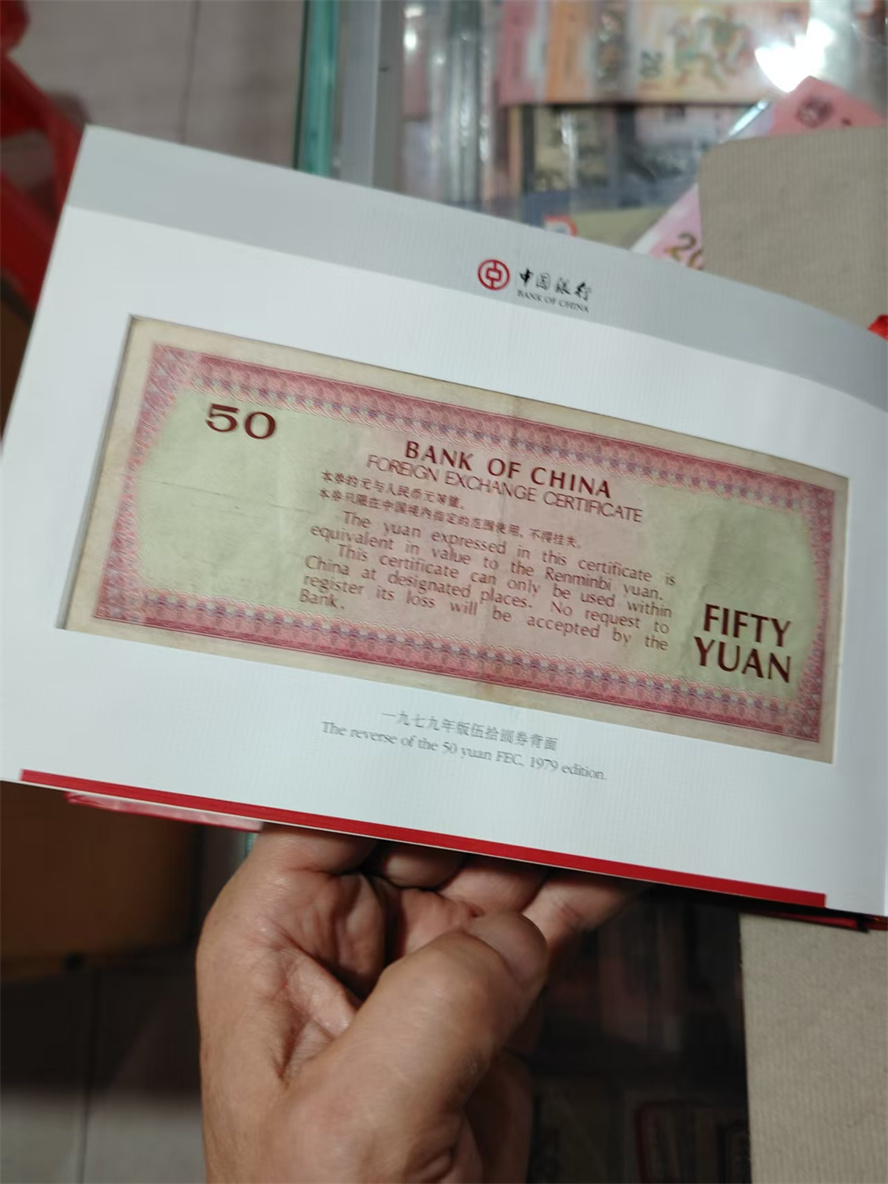 中国银行
BANK OF CHINA
50
BANK OF CHINA
FOREIGN EXCHANGE CERTIFICATE
本券的元与人民币元等值。
本券只限在中国境内指定的范围使用，不得挂失。
The yuan expressed in this certificate is
equivalent in value to the Renminbi yuan.
This certificate can only be used within
China at designated places. No request to
register its loss will be accepted by the
Bank.
FIFTY
YUAN
一九七九年版伍拾圆券背面
The reverse of the 50 yuan FEC, 1979 edition.
20